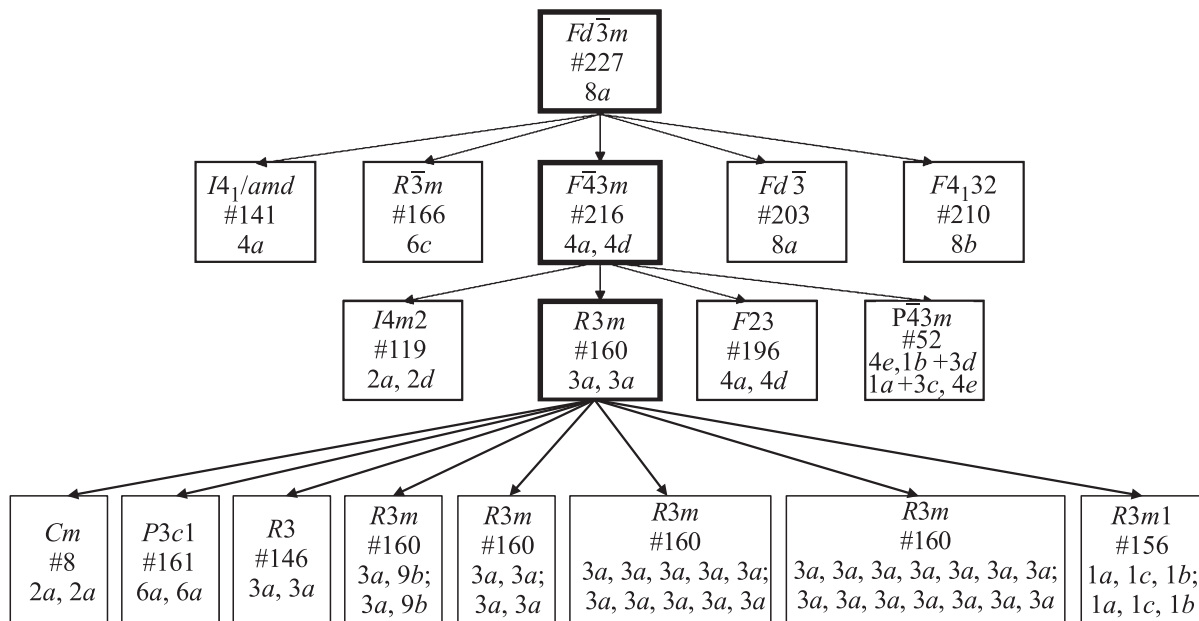 Fd3̅m
#227
8a
I4₁/amd
#141
4a
R3̅m
#166
6c
F4̅3m
#216
4a, 4d
Fd3̅
#203
8a
F4₁32
#210
8b
I4m2
#119
2a, 2d
R3m
#160
3a, 3a
F23
#196
4a, 4d
P4̅3m
#52
4e,1b +3d
1a+3c, 4e
Cm
#8
2a, 2a
P3c1
#161
6a, 6a
R3
#146
3a, 3a
R3m
#160
3a, 9b;
3a, 9b
R3m
#160
3a, 3a;
3a, 3a
R3m
#160
3a, 3a, 3a, 3a, 3a;
3a, 3a, 3a, 3a, 3a
R3m
#160
3a, 3a, 3a, 3a, 3a, 3a, 3a;
3a, 3a, 3a, 3a, 3a, 3a, 3a
R3m1
#156
1a, 1c, 1b;
1a, 1c, 1b